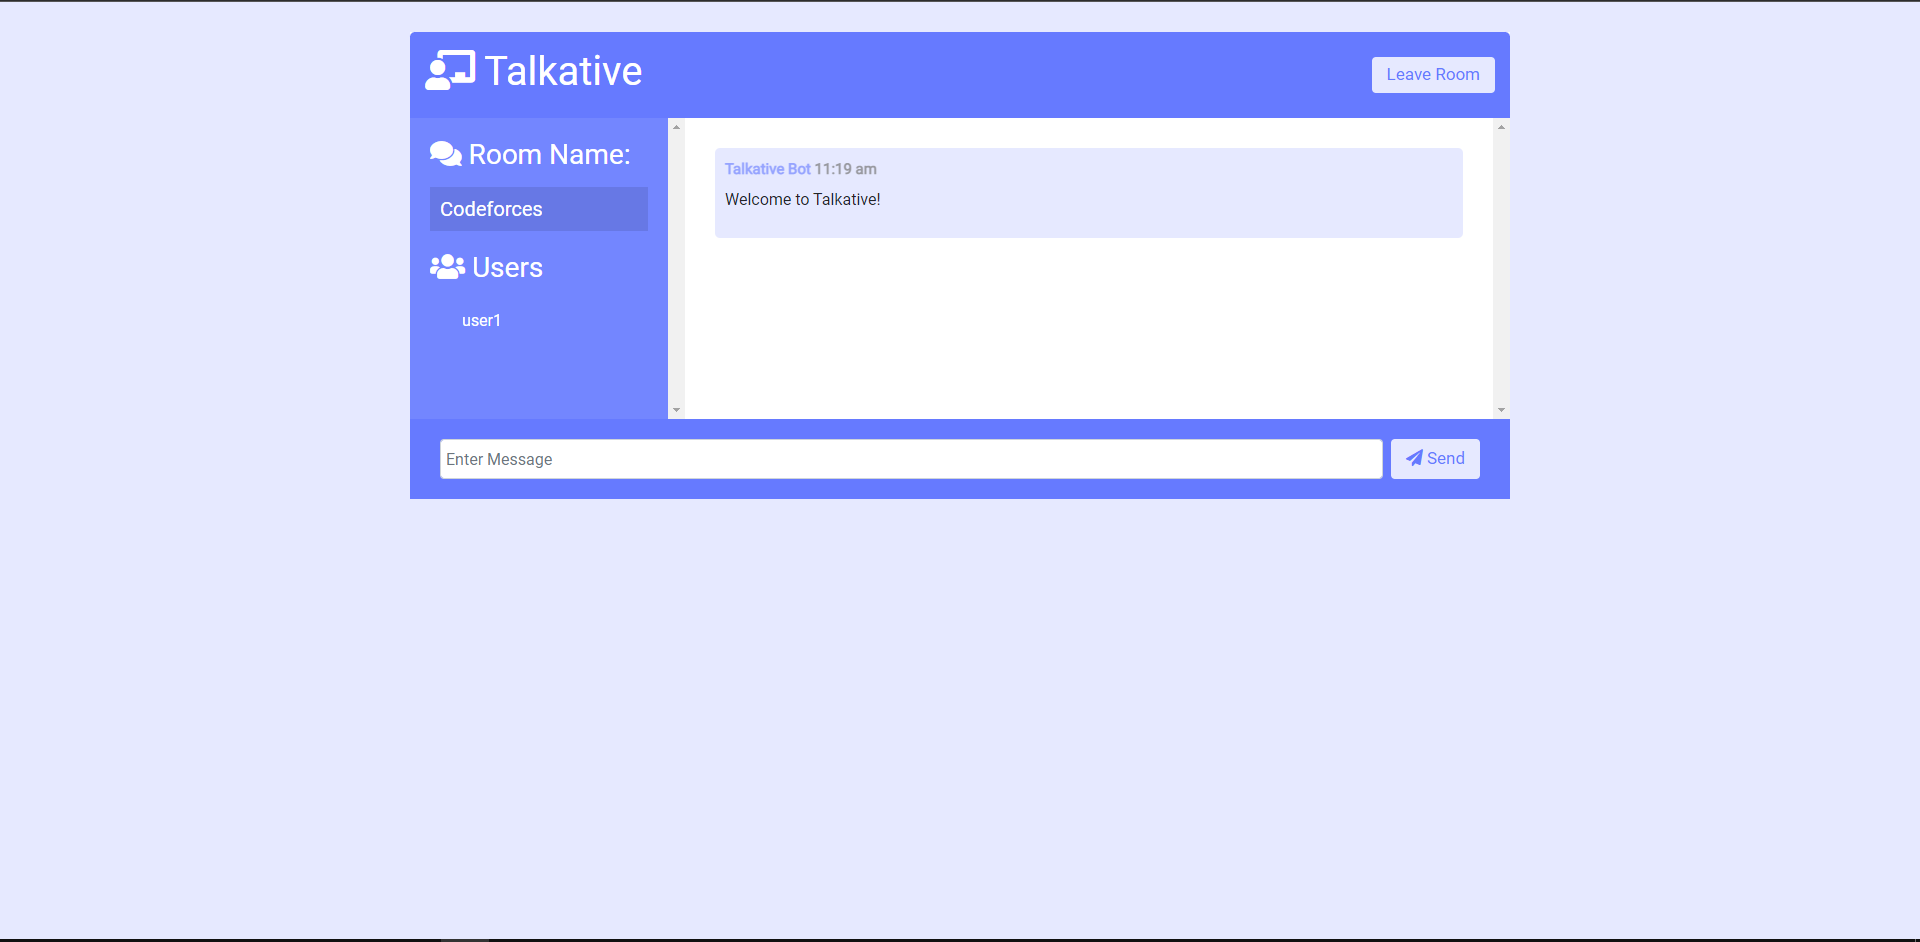 Talkative
Leave Room
Room Name:
Codeforces
Users
user1
Talkative Bot 11:19 am
Welcome to Talkative!
Enter Message
Send